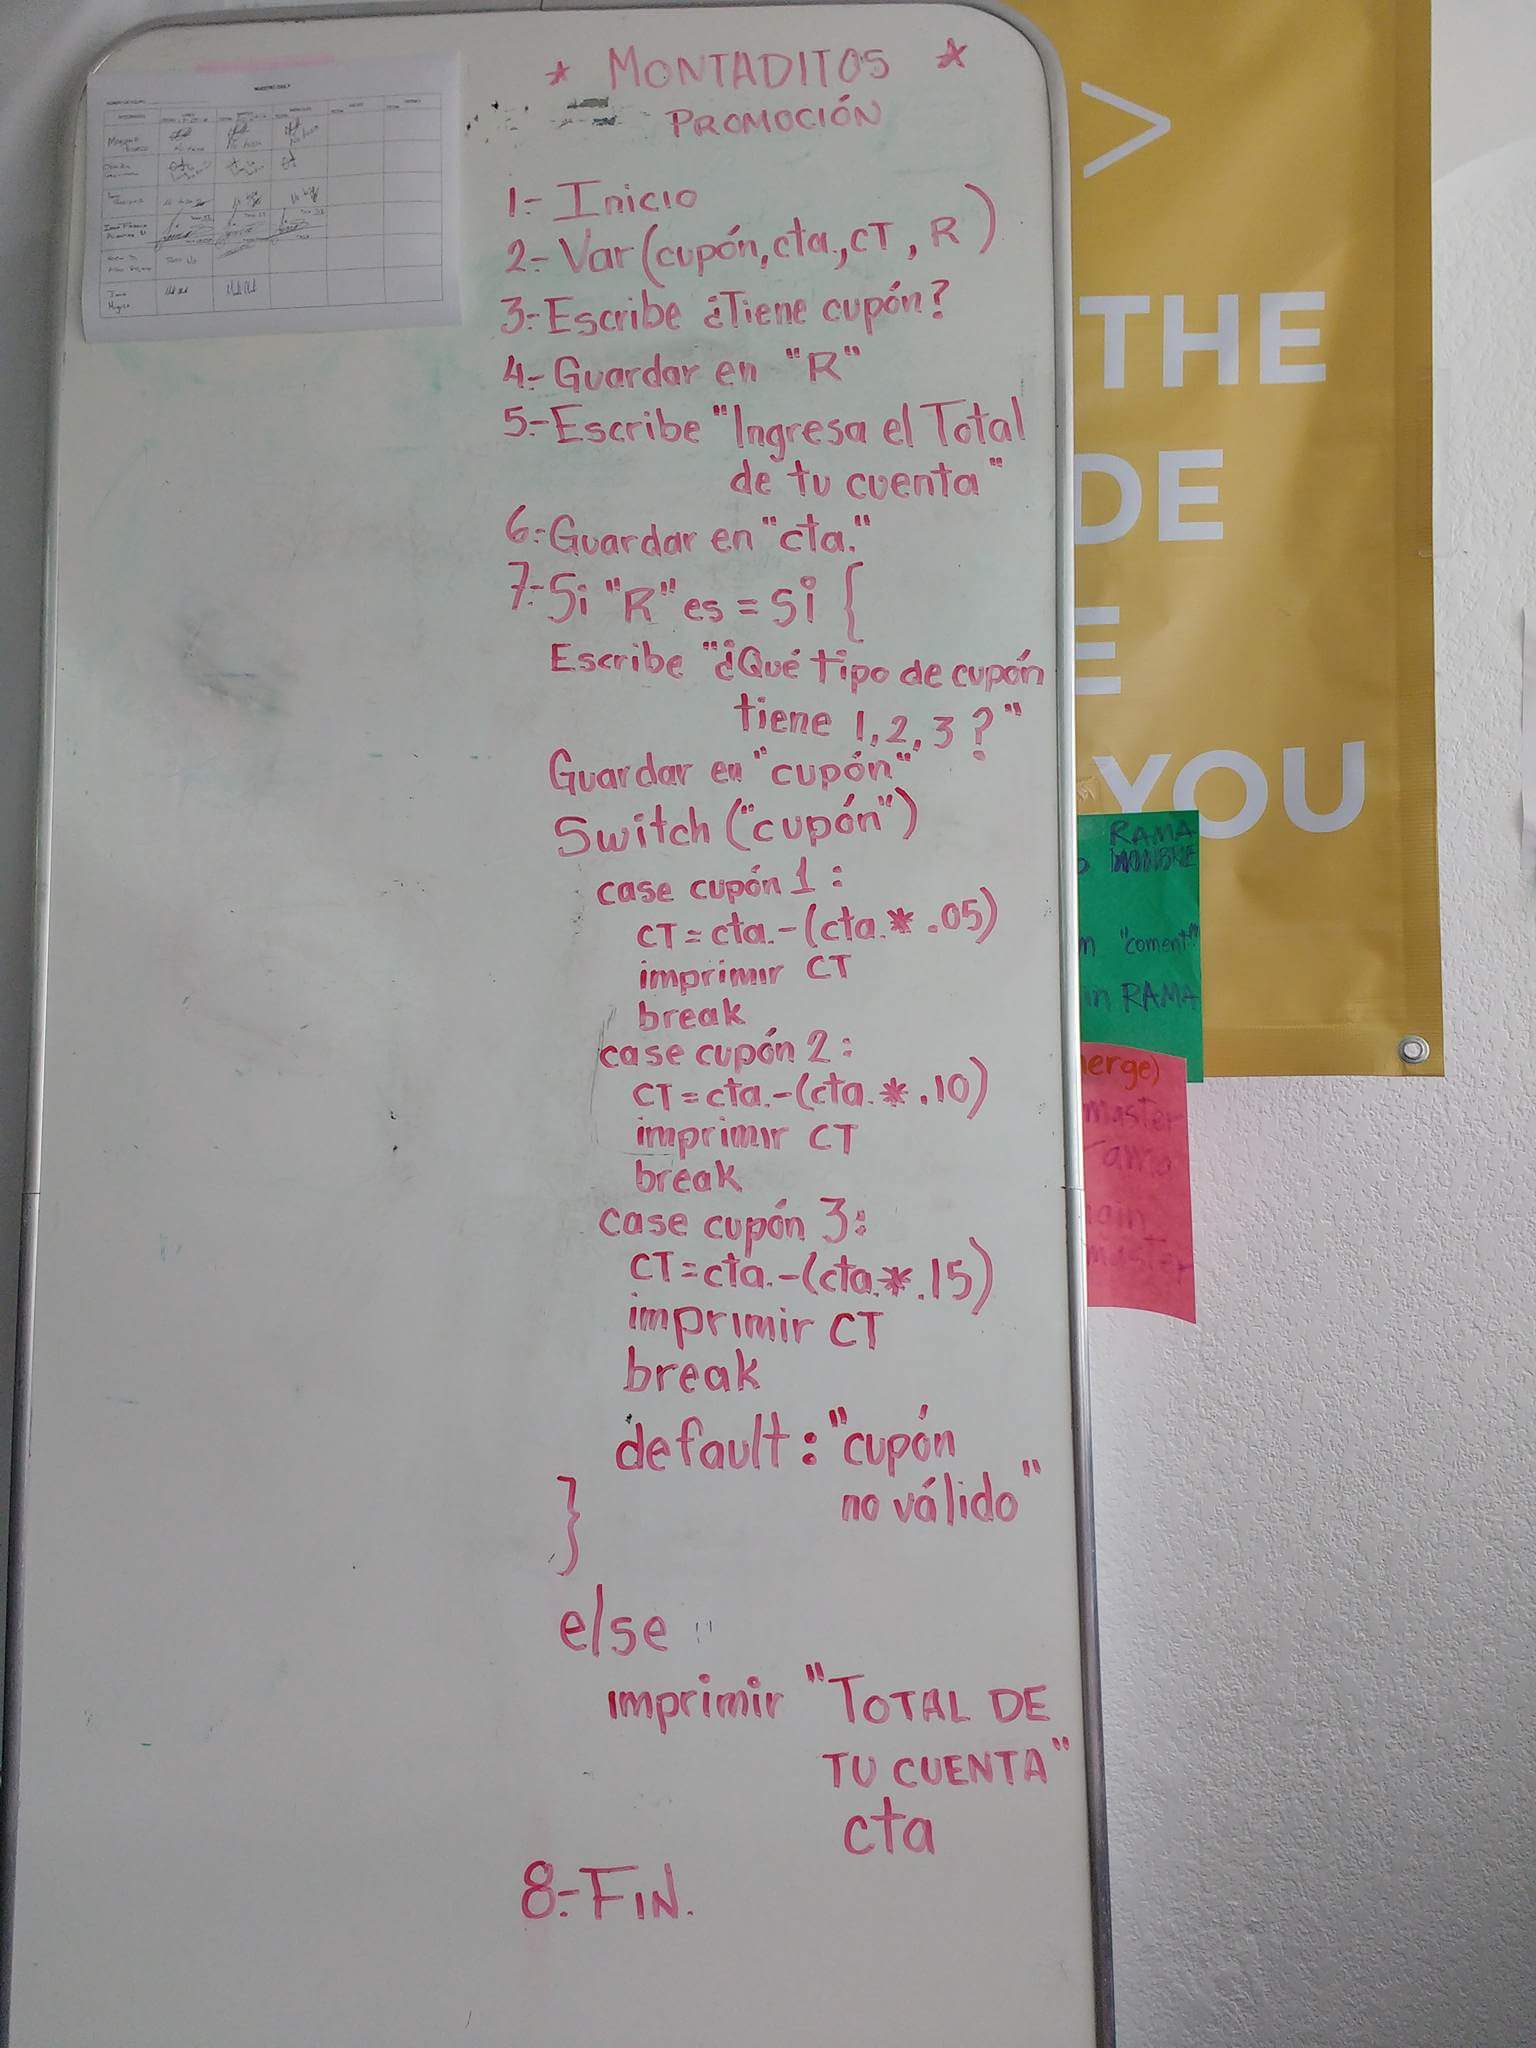 * MONTADITOS *
PROMOCIÓN
1.- Inicio
2.- Var (cupón, cta., CT, R)
3.- Escribe ¿Tiene cupón?
4.- Guardar en "R"
5.- Escribe "Ingresa el Total
de tu cuenta"
6.- Guardar en "cta."
7.- Si "R" es = si {
Escribe "¿Qué tipo de cupón
tiene 1, 2, 3 ?"
Guardar en "cupón"
Switch ("cupón")
case cupón 1 :
CT = cta. - (cta. * .05)
imprimir CT
break
case cupón 2 :
CT = cta. - (cta. * .10)
imprimir CT
break
case cupón 3 :
CT = cta. - (cta. * .15)
imprimir CT
break
default : "cupón
no válido"
}
else
imprimir "TOTAL DE
TU CUENTA"
cta
8.- FIN.
>
THE
DE
E
YOU
RAMA
"coment"
in RAMA
erge)
master
rama
ain
master